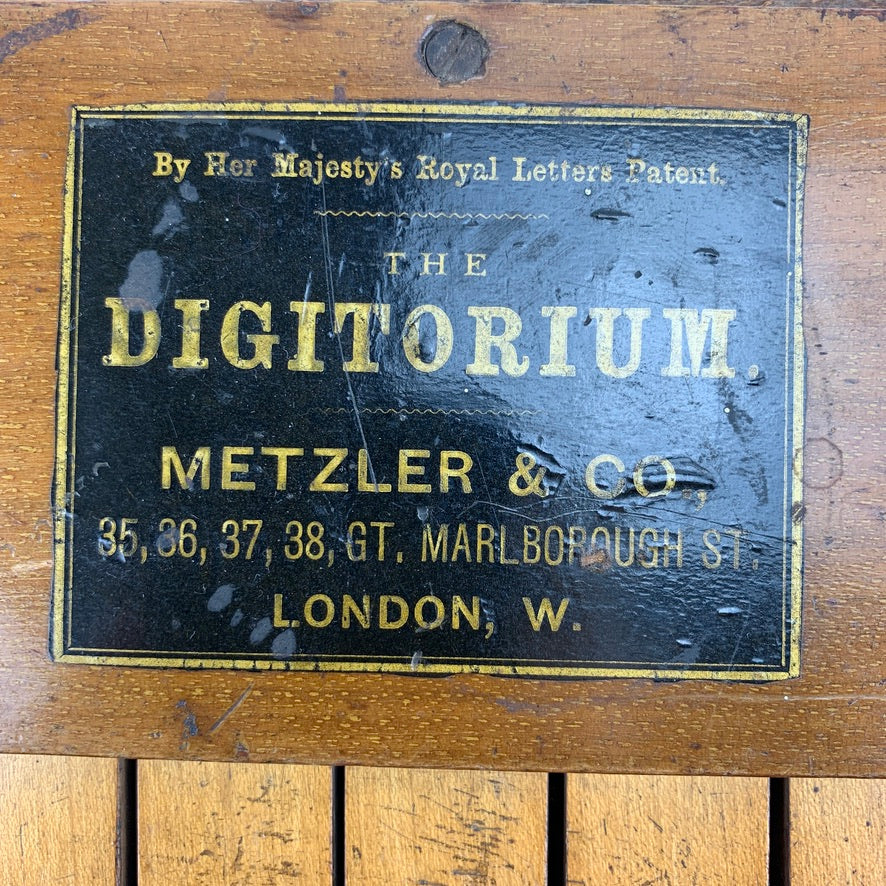 By Her Majesty's Royal Letters Patent.
THE
DIGITORIUM.
METZLER & CO.,
35, 36, 37, 38, GT. MARLBOROUGH ST.
LONDON, W.